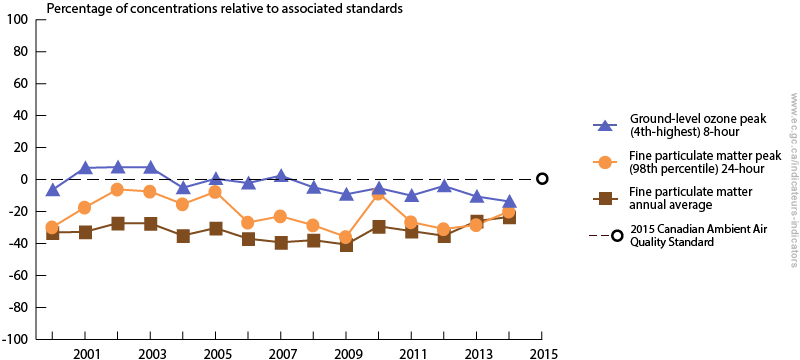 Percentage of concentrations relative to associated standards
100
80
60
40
20
0
-20
-40
-60
-80
-100
2001
2003
2005
2007
2009
2011
2013
2015
Ground-level ozone peak
(4th-highest) 8-hour
Fine particulate matter peak
(98th percentile) 24-hour
Fine particulate matter
annual average
2015 Canadian Ambient Air
Quality Standard
www.ec.gc.ca/indicateurs-indicators